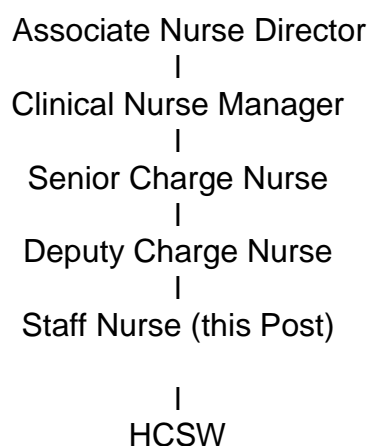 Associate Nurse Director
I
Clinical Nurse Manager
I
Senior Charge Nurse
I
Deputy Charge Nurse
I
Staff Nurse (this Post)
I
HCSW